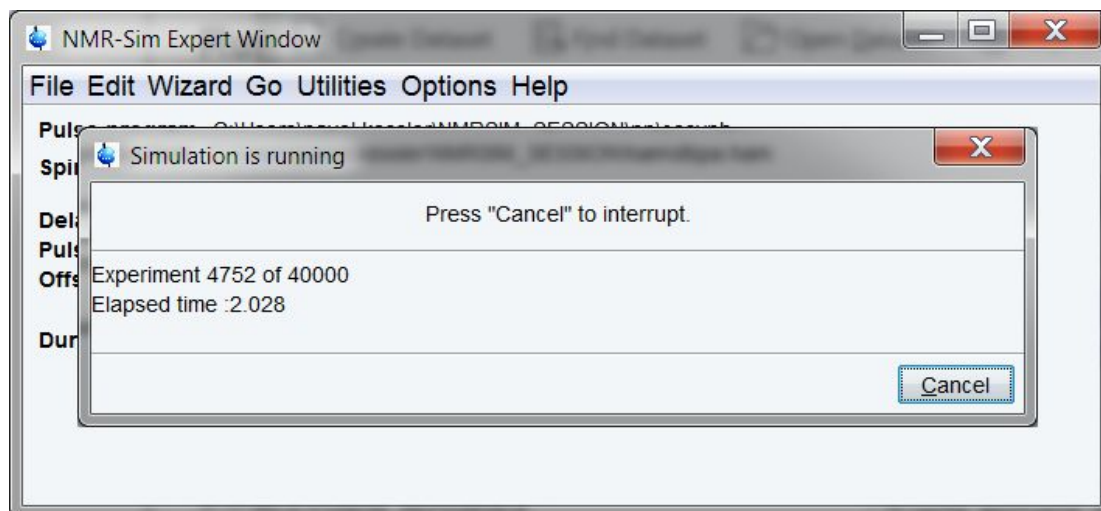 NMR-Sim Expert Window
File Edit Wizard Go Utilities Options Help
Simulation is running
Press "Cancel" to interrupt.
Experiment 4752 of 40000
Elapsed time :2.028
Cancel